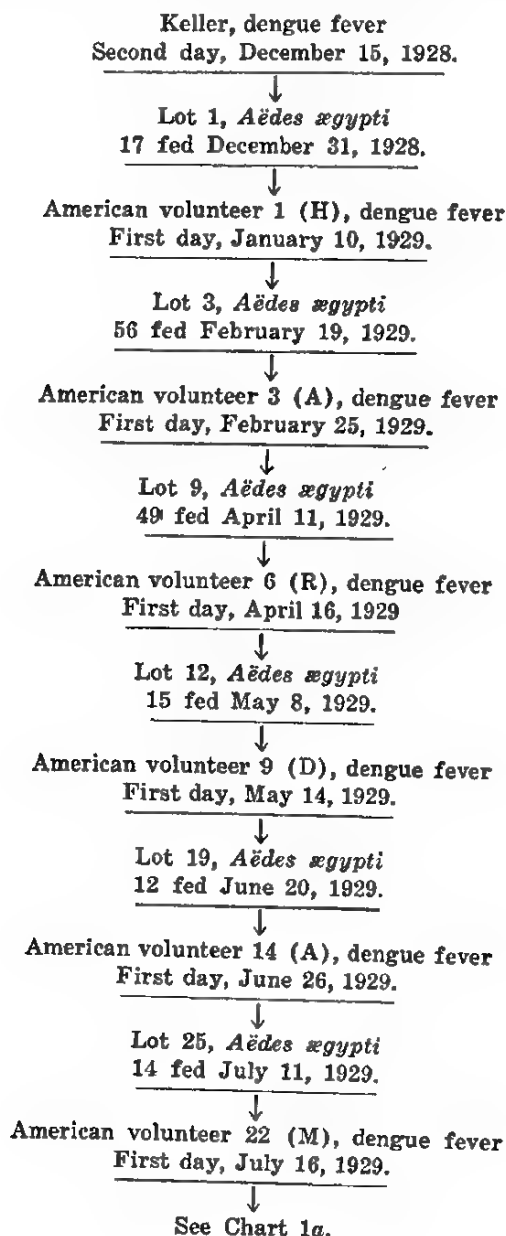 Keller, dengue fever
Second day, December 15, 1928.
Lot 1, Aëdes ægypti
17 fed December 31, 1928.
American volunteer 1 (H), dengue fever
First day, January 10, 1929.
Lot 3, Aëdes ægypti
56 fed February 19, 1929.
American volunteer 3 (A), dengue fever
First day, February 25, 1929.
Lot 9, Aëdes ægypti
49 fed April 11, 1929.
American volunteer 6 (R), dengue fever
First day, April 16, 1929
Lot 12, Aëdes ægypti
15 fed May 8, 1929.
American volunteer 9 (D), dengue fever
First day, May 14, 1929.
Lot 19, Aëdes ægypti
12 fed June 20, 1929.
American volunteer 14 (A), dengue fever
First day, June 26, 1929.
Lot 25, Aëdes ægypti
14 fed July 11, 1929.
American volunteer 22 (M), dengue fever
First day, July 16, 1929.
See Chart 1a.